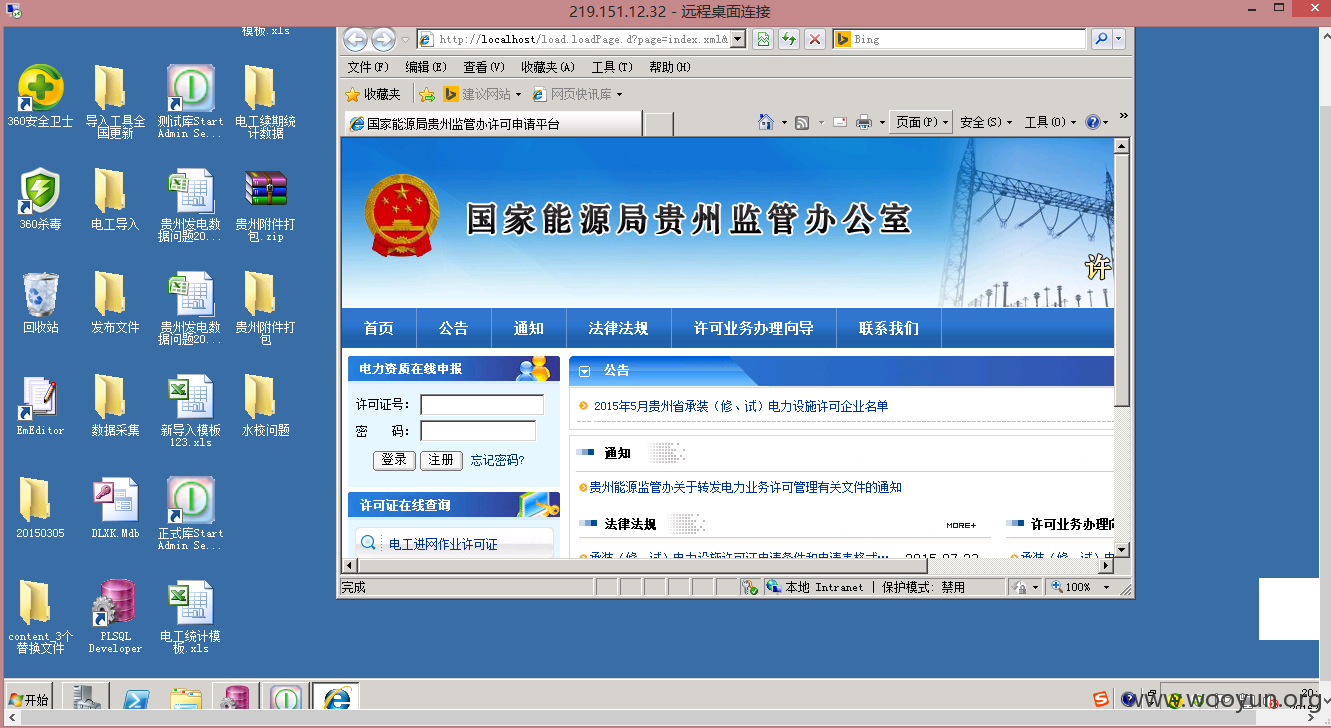 219.151.12.32 - 远程桌面连接
模板.xls
360安全卫士
导入工具全国更新
测试库Start Admin Se...
电工续期统计数据
360杀毒
电工导入
贵州发电数据问题20...
贵州附件打包.zip
回收站
发布文件
贵州发电数据问题20...
贵州附件打包
EmEditor
数据采集
新导入模板123.xls
水检问题
20150305
DLXK.Mdb
正式库Start Admin Se...
content_3个替换文件
PLSQL Developer
电工统计模板.xls
http://localhost/load.loadPage.d?page=index.xml&
Bing
文件(F) 编辑(E) 查看(V) 收藏夹(A) 工具(T) 帮助(H)
收藏夹 建议网站 网页快讯库
国家能源局贵州监管办许可申请平台
页面(P) 安全(S) 工具(O)
国家能源局贵州监管办公室
许
首页 公告 通知 法律法规 许可业务办理向导 联系我们
电力资质在线申报
许可证号：
密 码：
登录 注册 忘记密码?
许可证在线查询
电工进网作业许可证
公告
2015年5月贵州省承装（修、试）电力设施许可企业名单
通知
贵州能源监管办关于转发电力业务许可管理有关文件的通知
法律法规
MORE+
许可业务办理向
承装（修、试）电力设施许可证申请条件和申请表格式…
承装（修、试）电
完成
本地 Intranet | 保护模式: 禁用
100%
开始
www.wooyun.org